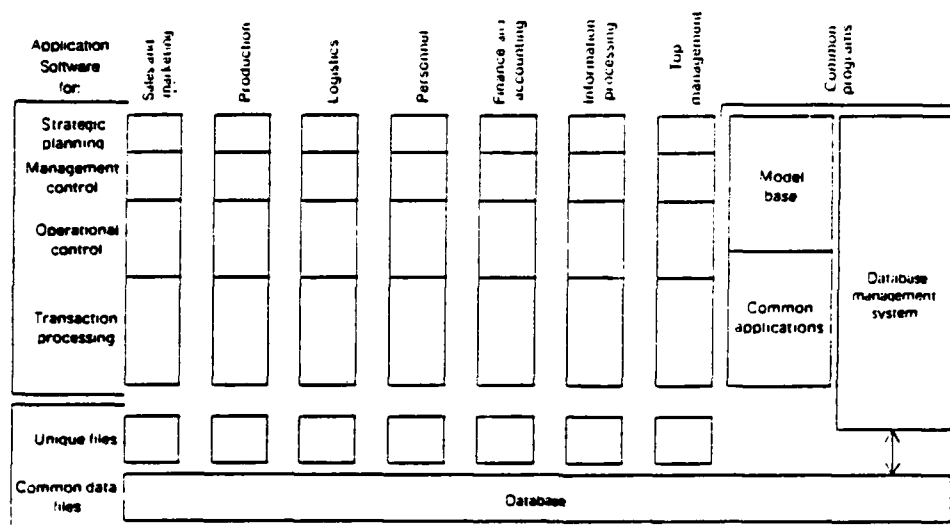 Application
Software
for:
Sales and
marketing
Production
Logistics
Personnel
Finance and
accounting
Information
processing
Top
management
Common
programs
Strategic
planning
Management
control
Operational
control
Transaction
processing
Model
base
Common
applications
Database
management
system
Unique files
Common data
files
Database